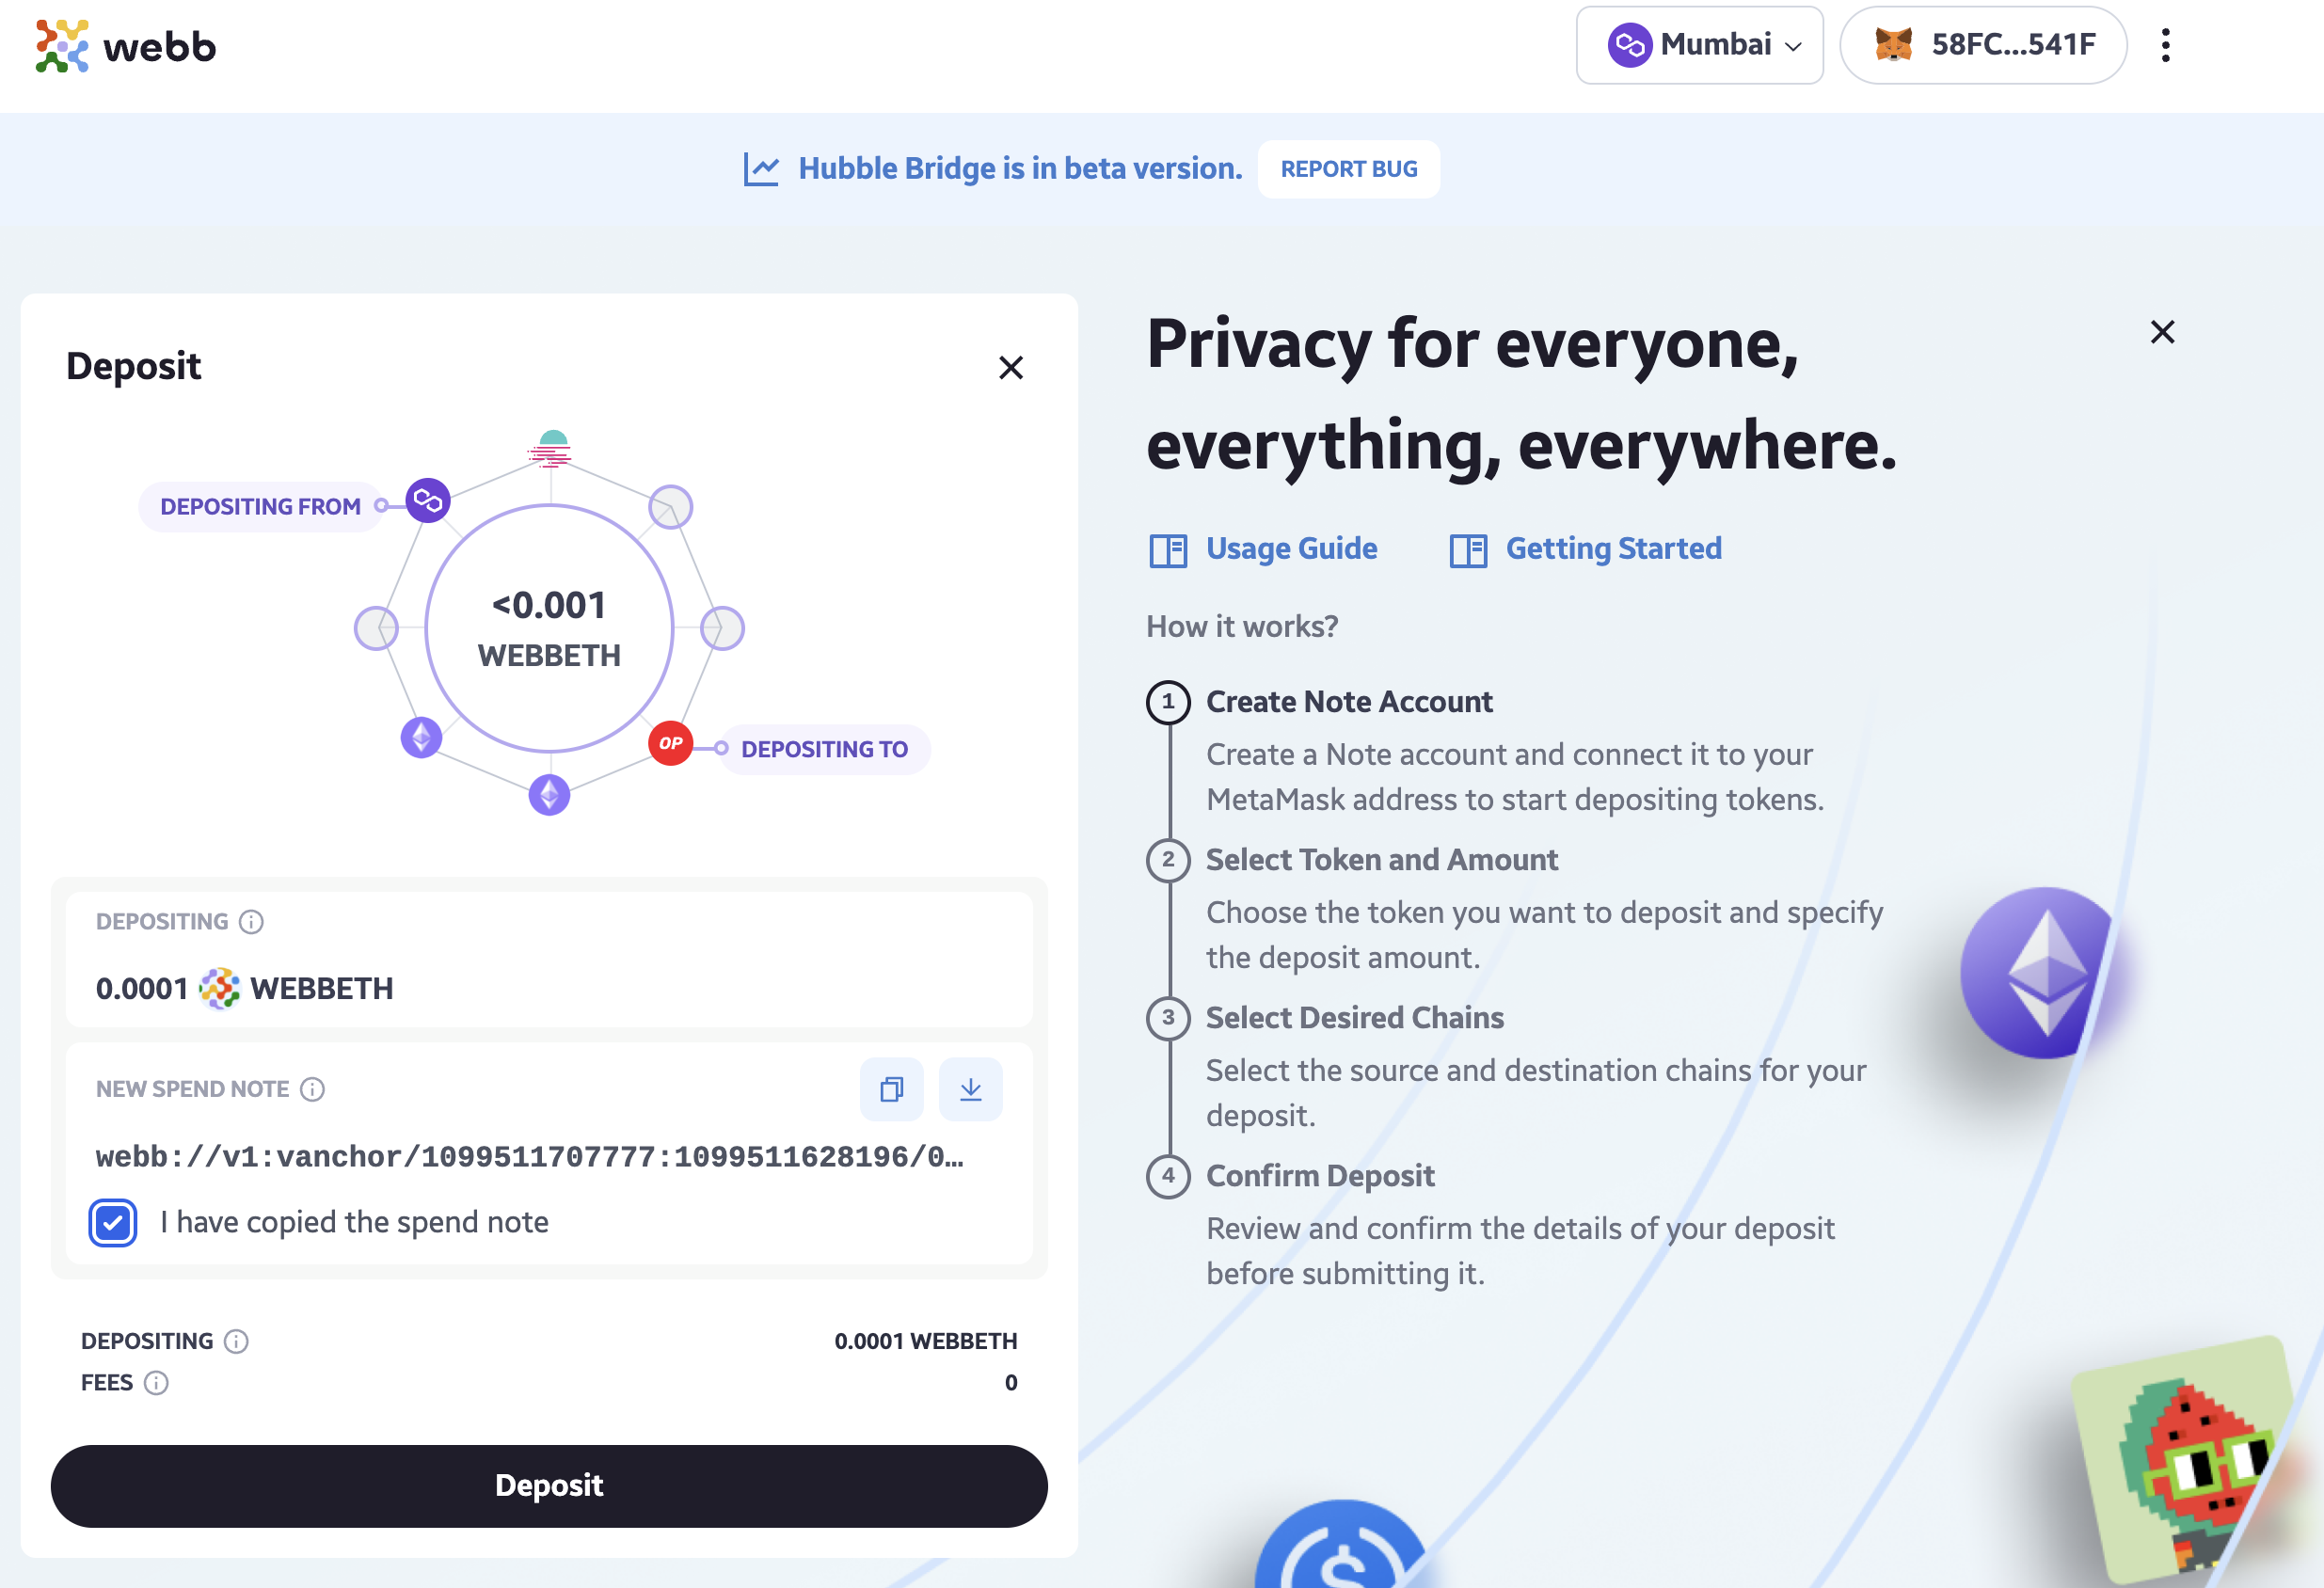 webb
Mumbai
58FC...541F
Hubble Bridge is in beta version.
REPORT BUG
Deposit
DEPOSITING FROM
<0.001
WEBBETH
OP
DEPOSITING TO
DEPOSITING
0.0001 WEBBETH
NEW SPEND NOTE
webb://v1:vanchor/1099511707777:1099511628196/0…
I have copied the spend note
DEPOSITING
0.0001 WEBBETH
FEES
0
Deposit
Privacy for everyone,
everything, everywhere.
Usage Guide
Getting Started
How it works?
1 Create Note Account
Create a Note account and connect it to your
MetaMask address to start depositing tokens.
2 Select Token and Amount
Choose the token you want to deposit and specify
the deposit amount.
3 Select Desired Chains
Select the source and destination chains for your
deposit.
4 Confirm Deposit
Review and confirm the details of your deposit
before submitting it.
$